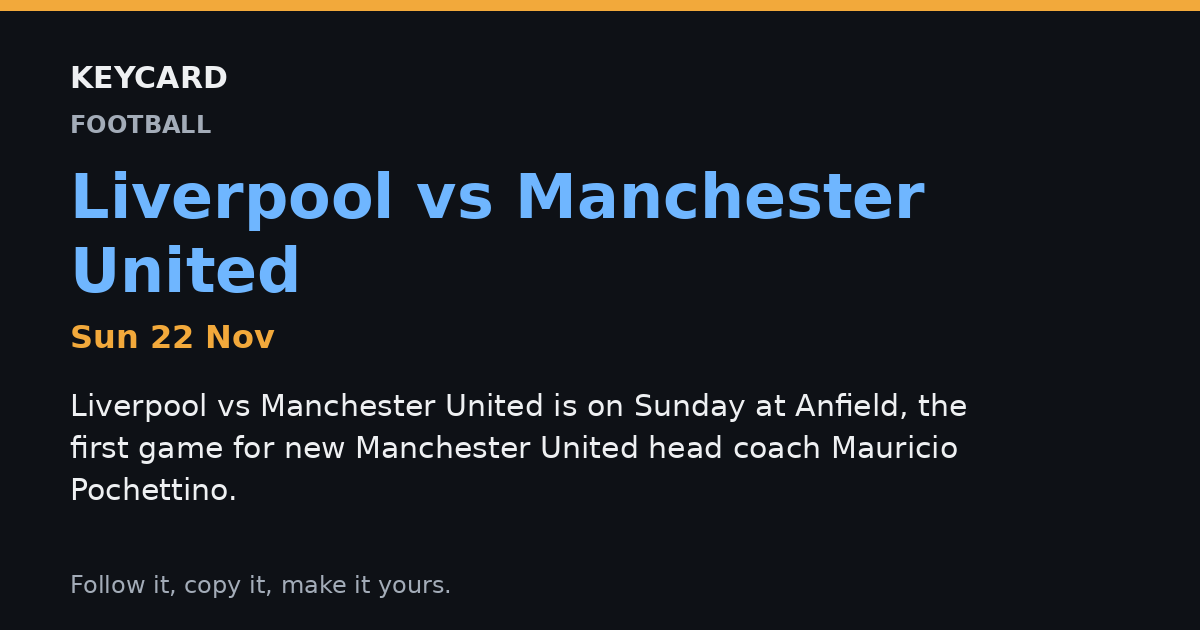 KEYCARD
FOOTBALL
Liverpool vs Manchester
United
Sun 22 Nov
Liverpool vs Manchester United is on Sunday at Anfield, the
first game for new Manchester United head coach Mauricio
Pochettino.
Follow it, copy it, make it yours.